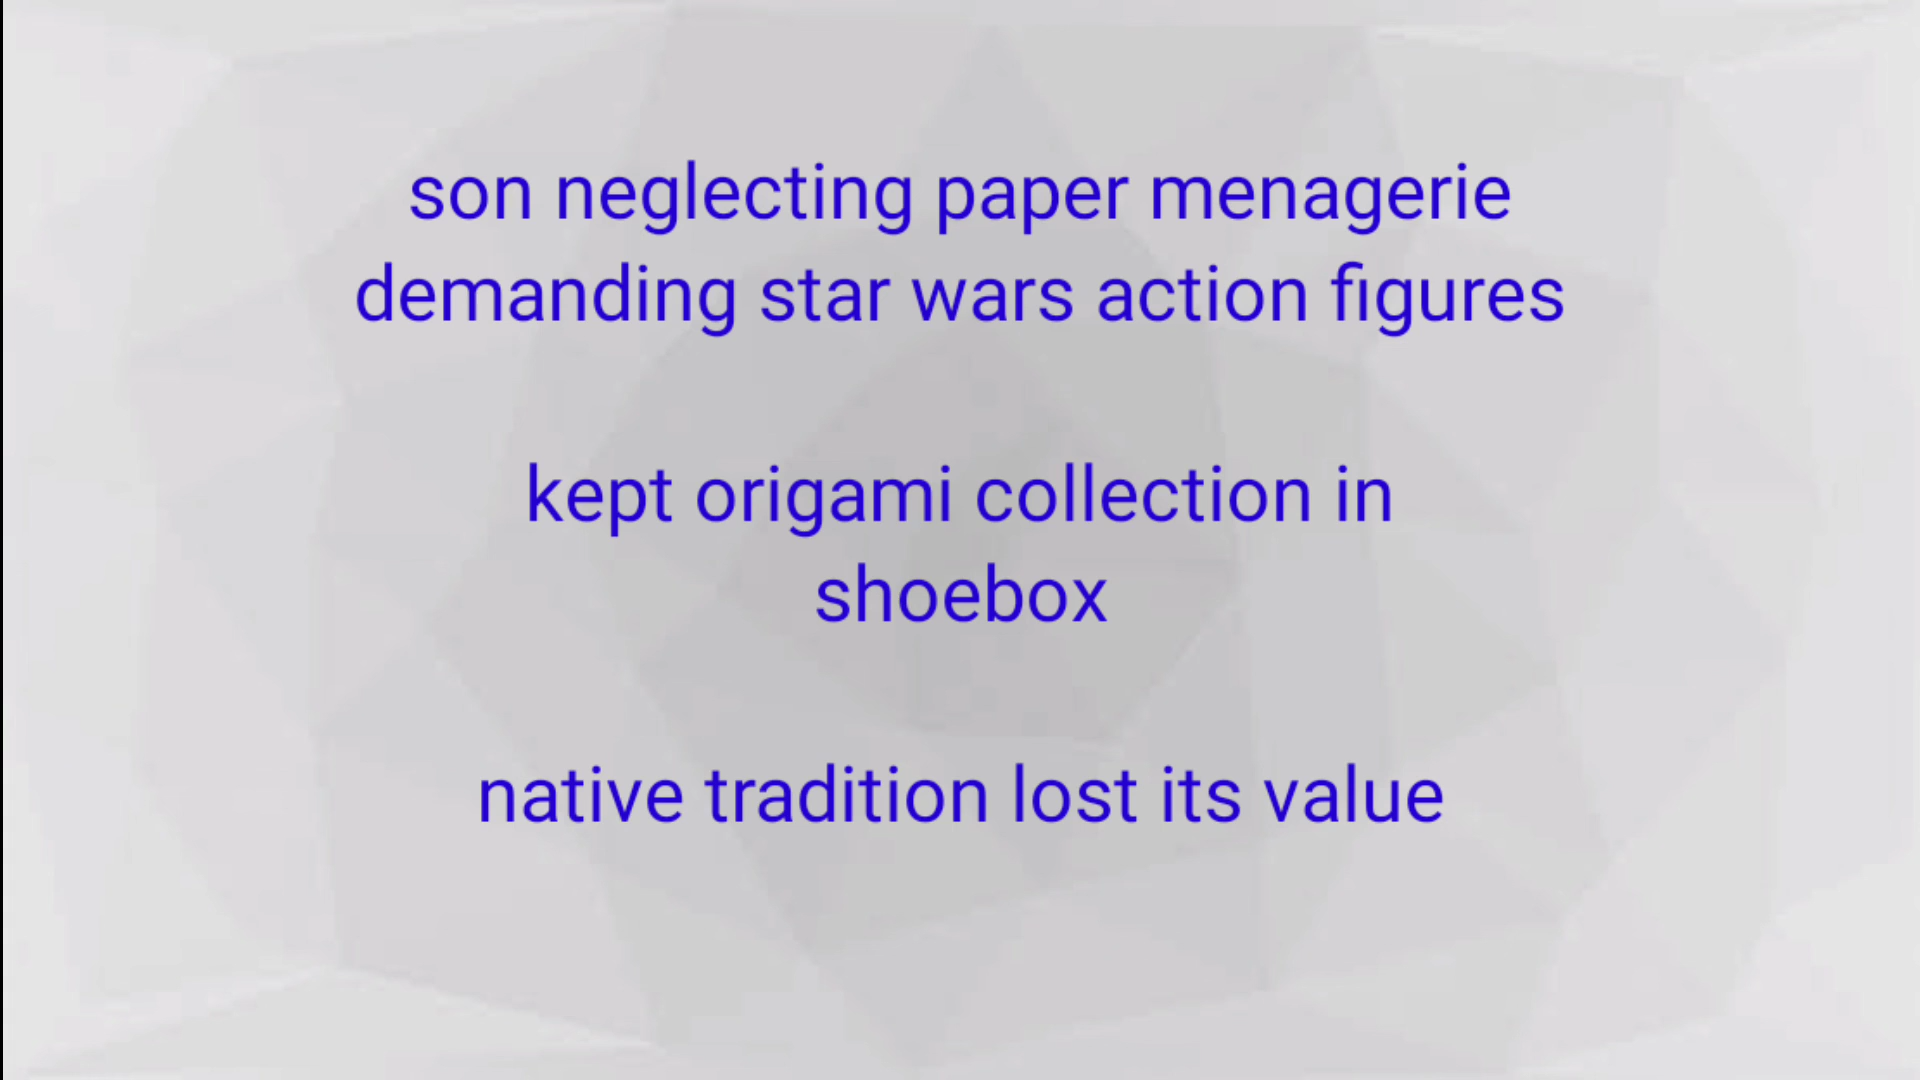 son neglecting paper menagerie
demanding star wars action figures
kept origami collection in
shoebox
native tradition lost its value